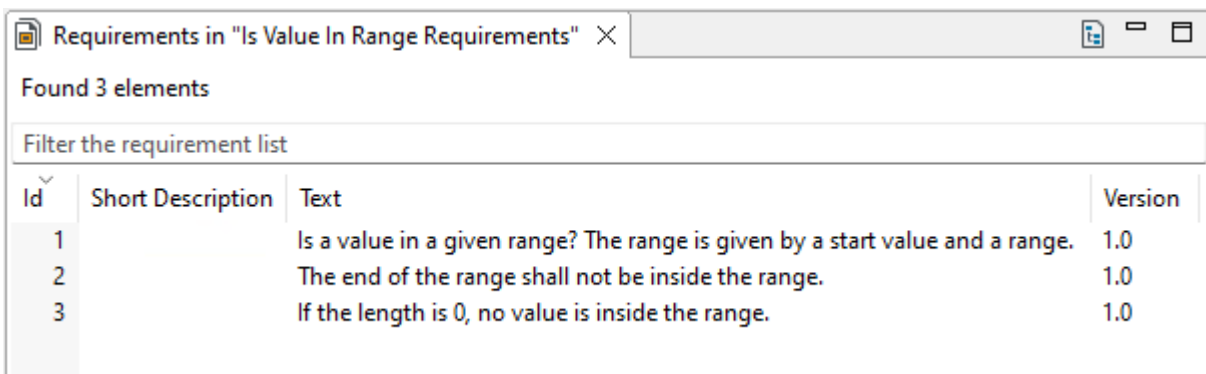 Requirements in "Is Value In Range Requirements"
Found 3 elements
Filter the requirement list
Id Short Description Text Version
1 Is a value in a given range? The range is given by a start value and a range. 1.0
2 The end of the range shall not be inside the range. 1.0
3 If the length is 0, no value is inside the range. 1.0